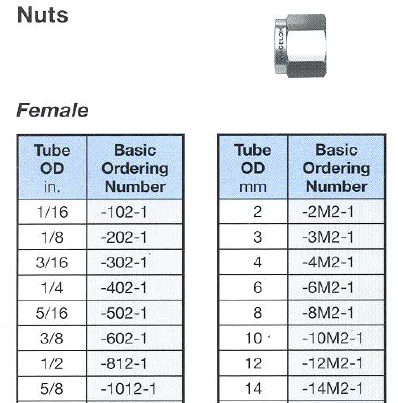 Nuts
Female
Tube OD in. Basic Ordering Number
1/16 -102-1
1/8 -202-1
3/16 -302-1
1/4 -402-1
5/16 -502-1
3/8 -602-1
1/2 -812-1
5/8 -1012-1
Tube OD mm Basic Ordering Number
2 -2M2-1
3 -3M2-1
4 -4M2-1
6 -6M2-1
8 -8M2-1
10 -10M2-1
12 -12M2-1
14 -14M2-1